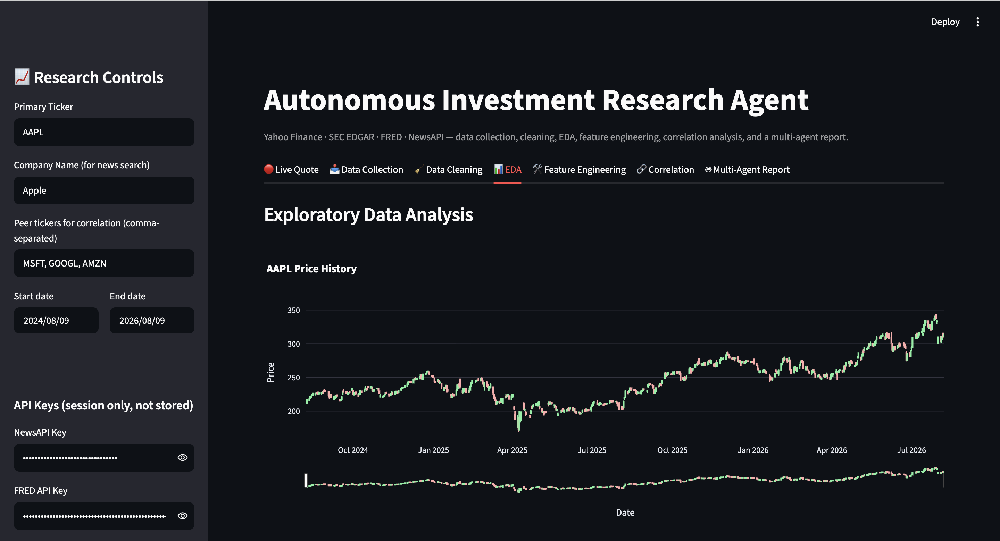 Deploy
Research Controls
Primary Ticker
AAPL
Company Name (for news search)
Apple
Peer tickers for correlation (comma-
separated)
MSFT, GOOGL, AMZN
Start date
End date
2024/08/09
2026/08/09
API Keys (session only, not stored)
NewsAPI Key
••••••••••••••••••••••••••••••••
FRED API Key
Autonomous Investment Research Agent
Yahoo Finance · SEC EDGAR · FRED · NewsAPI — data collection, cleaning, EDA, feature engineering, correlation analysis, and a multi-agent report.
Live Quote
Data Collection
Data Cleaning
EDA
Feature Engineering
Correlation
Multi-Agent Report
Exploratory Data Analysis
AAPL Price History
350
300
250
200
Price
Oct 2024
Jan 2025
Apr 2025
Jul 2025
Oct 2025
Jan 2026
Apr 2026
Jul 2026
Date